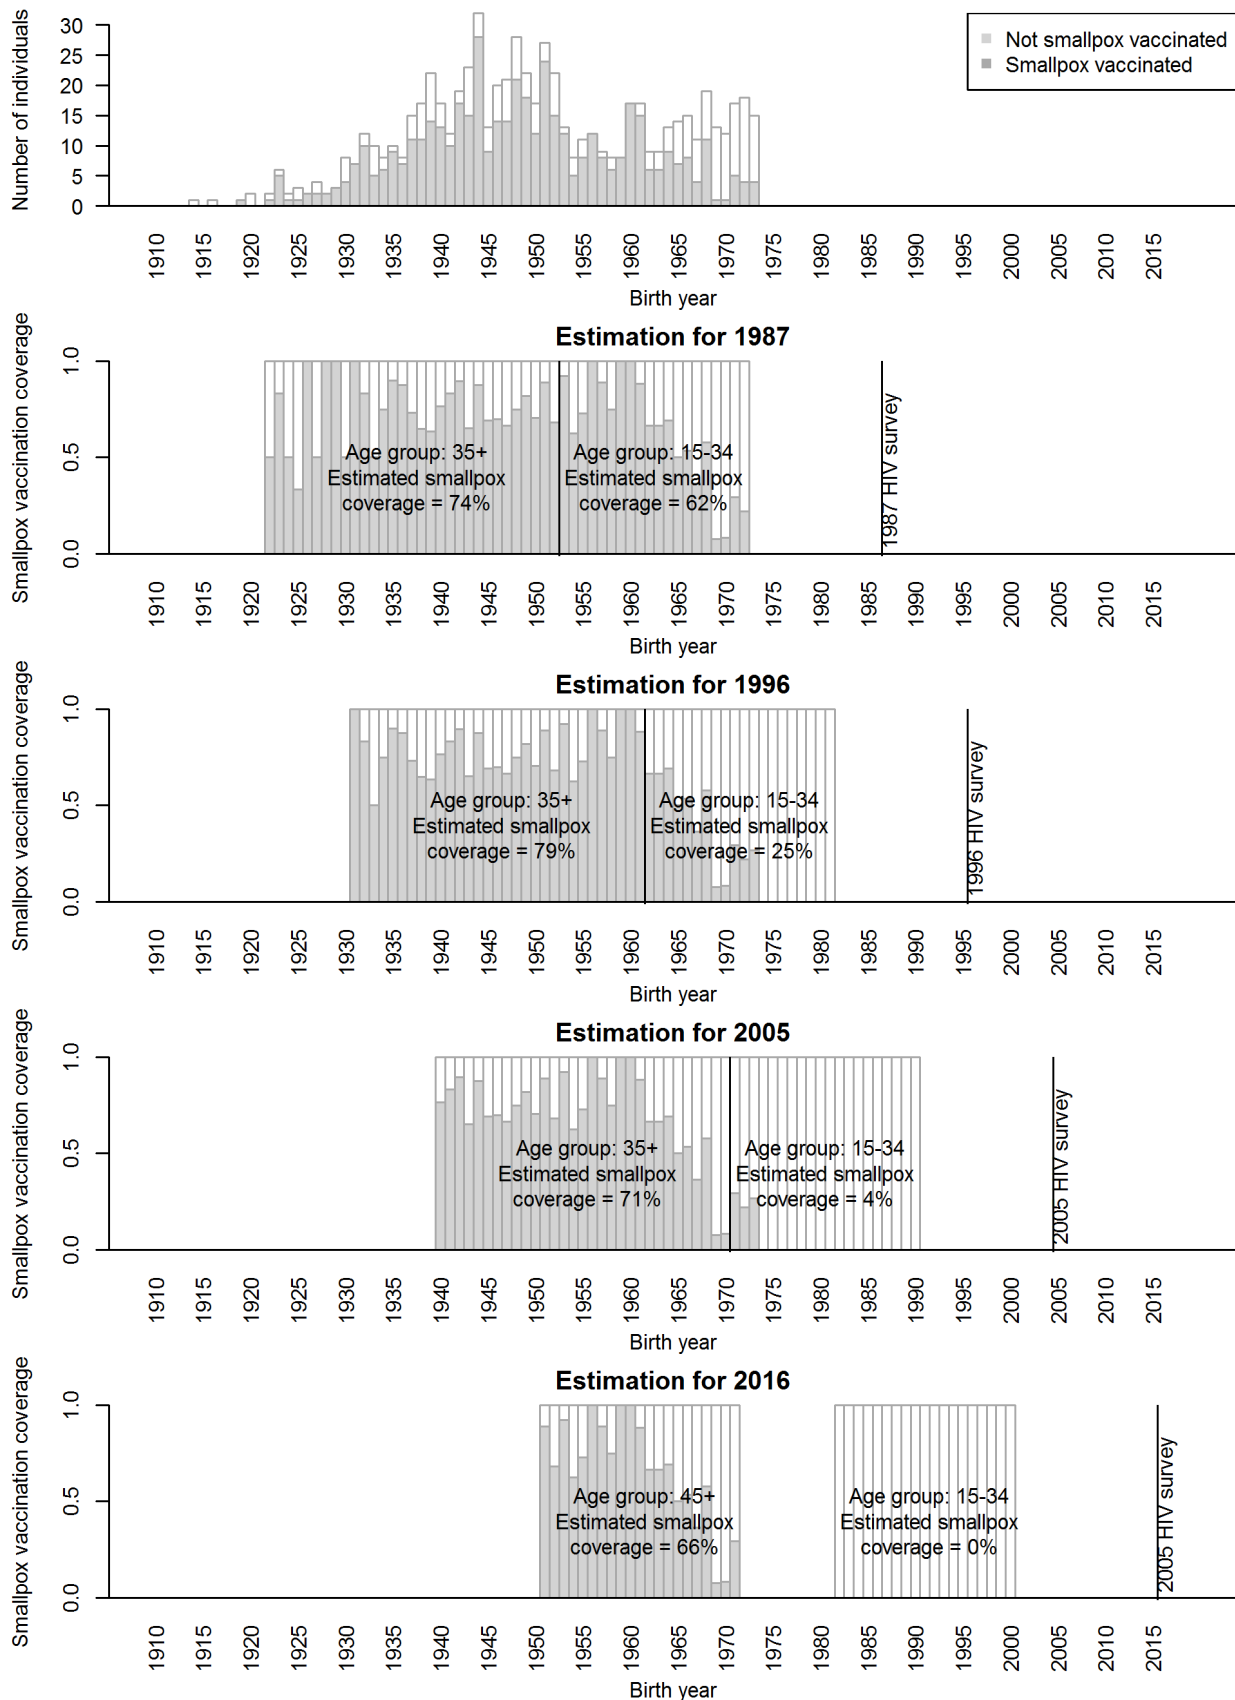 Number of individuals
30
25
20
15
10
5
0
Not smallpox vaccinated
Smallpox vaccinated
1910 1915 1920 1925 1930 1935 1940 1945 1950 1955 1960 1965 1970 1975 1980 1985 1990 1995 2000 2005 2010 2015
Birth year
Estimation for 1987
Smallpox vaccination coverage
1.0
0.5
0.0
Age group: 35+
Estimated smallpox
coverage = 74%
Age group: 15-34
Estimated smallpox
coverage = 62%
1987 HIV survey
1910 1915 1920 1925 1930 1935 1940 1945 1950 1955 1960 1965 1970 1975 1980 1985 1990 1995 2000 2005 2010 2015
Birth year
Estimation for 1996
Smallpox vaccination coverage
1.0
0.5
0.0
Age group: 35+
Estimated smallpox
coverage = 79%
Age group: 15-34
Estimated smallpox
coverage = 25%
1996 HIV survey
1910 1915 1920 1925 1930 1935 1940 1945 1950 1955 1960 1965 1970 1975 1980 1985 1990 1995 2000 2005 2010 2015
Birth year
Estimation for 2005
Smallpox vaccination coverage
1.0
0.5
0.0
Age group: 35+
Estimated smallpox
coverage = 71%
Age group: 15-34
Estimated smallpox
coverage = 4%
2005 HIV survey
1910 1915 1920 1925 1930 1935 1940 1945 1950 1955 1960 1965 1970 1975 1980 1985 1990 1995 2000 2005 2010 2015
Birth year
Estimation for 2016
Smallpox vaccination coverage
1.0
0.5
0.0
Age group: 45+
Estimated smallpox
coverage = 66%
Age group: 15-34
Estimated smallpox
coverage = 0%
2005 HIV survey
1910 1915 1920 1925 1930 1935 1940 1945 1950 1955 1960 1965 1970 1975 1980 1985 1990 1995 2000 2005 2010 2015
Birth year